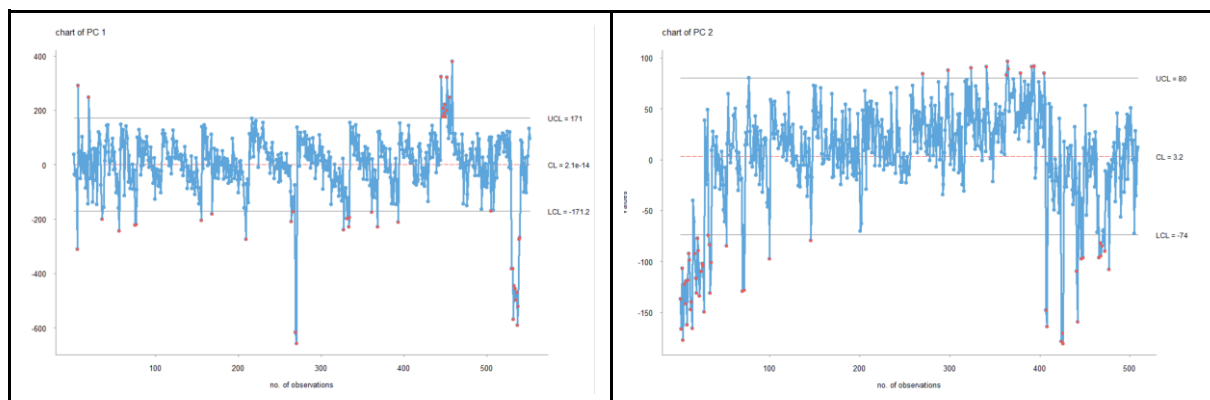 chart of PC 1
400
200
0
-200
-400
-600
UCL = 171
CL = 2.1e-14
LCL = -171.2
100 200 300 400 500
no. of observations
chart of PC 2
100
50
0
-50
-100
-150
UCL = 80
CL = 3.2
LCL = -74
100 200 300 400 500
no. of observations